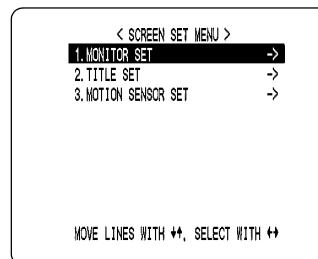 < SCREEN SET MENU >
1. MONITOR SET ->
2. TITLE SET ->
3. MOTION SENSOR SET ->
MOVE LINES WITH ↓↑, SELECT WITH ←→